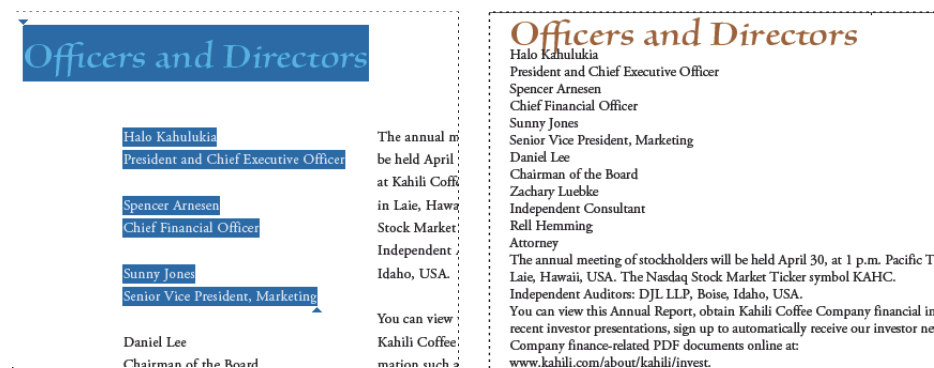 Officers and Directors
Halo Kahulukia
President and Chief Executive Officer
Spencer Arnesen
Chief Financial Officer
Sunny Jones
Senior Vice President, Marketing
Daniel Lee
Chairman of the Board
The annual
be held April
at Kahili
in Laie,
Stock Market
Independent
Idaho, USA.
You can view
Kahili Coffee
mation such
Officers and Directors
Halo Kahulukia
President and Chief Executive Officer
Spencer Arnesen
Chief Financial Officer
Sunny Jones
Senior Vice President, Marketing
Daniel Lee
Chairman of the Board
Zachary Luebke
Independent Consultant
Rell Hemming
Attorney
The annual meeting of stockholders will be held April 30, at 1 p.m. Pacific
Laie, Hawaii, USA. The Nasdaq Stock Market Ticker symbol KAHC.
Independent Auditors: DJL LLP, Boise, Idaho, USA.
You can view this Annual Report, obtain Kahili Coffee Company financial
recent investor presentations, sign up to automatically receive our investor
Company finance-related PDF documents online at:
www.kahili.com/about/kahili/invest.